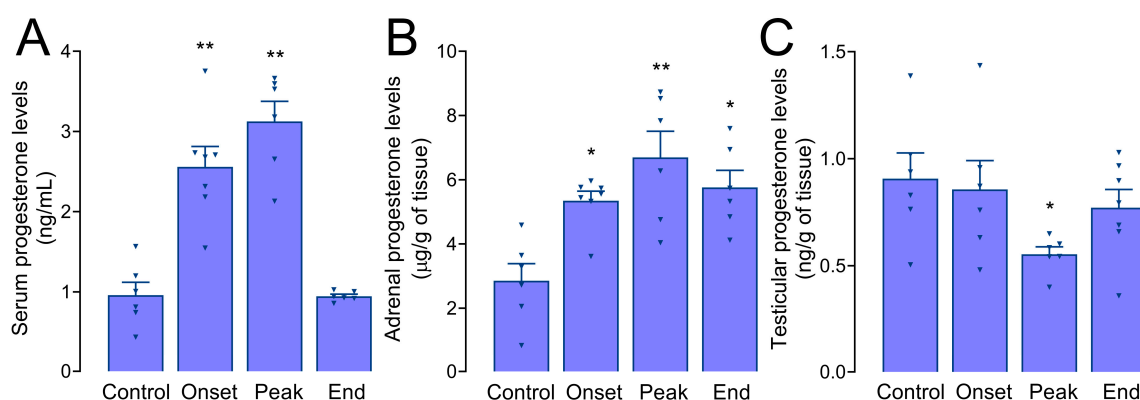 A
Serum progesterone levels
(ng/mL)
4
3
2
1
0
**
**
Control Onset Peak End
B
Adrenal progesterone levels
(μg/g of tissue)
10
8
6
4
2
0
*
**
*
Control Onset Peak End
C
Testicular progesterone levels
(ng/g of tissue)
1.5
1.0
0.5
0.0
*
Control Onset Peak End